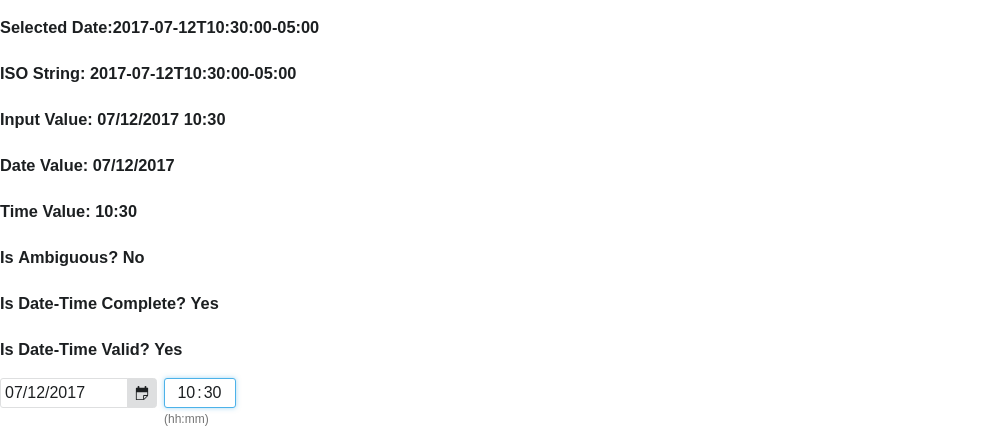 Selected Date:2017-07-12T10:30:00-05:00
ISO String: 2017-07-12T10:30:00-05:00
Input Value: 07/12/2017 10:30
Date Value: 07/12/2017
Time Value: 10:30
Is Ambiguous? No
Is Date-Time Complete? Yes
Is Date-Time Valid? Yes
07/12/2017 10:30
(hh:mm)